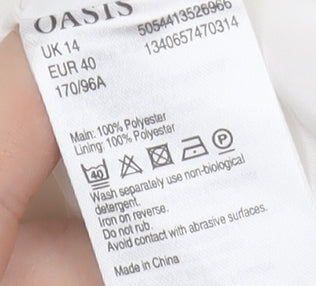 OASIS
UK 14 5054413526966
EUR 40 1340657470314
170/96A
Main: 100% Polyester
Lining: 100% Polyester
40 P
Wash separately use non-biological
detergent.
Iron on reverse.
Do not rub.
Avoid contact with abrasive surfaces.
Made in China